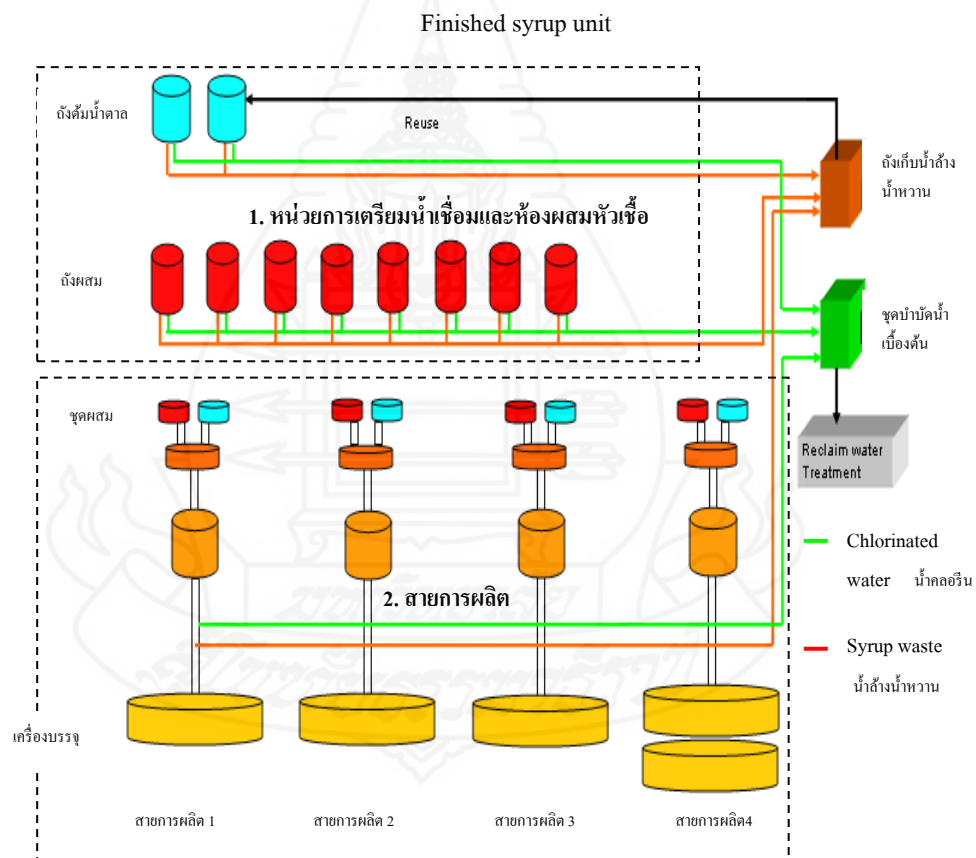 Finished syrup unit
ถังต้มน้ำตาล
Reuse
ถังเก็บน้ำล้าง
น้ำหวาน
1. หน่วยการเตรียมน้ำเชื่อมและห้องผสมหัวเชื้อ
ถังผสม
ชุดบำบัดน้ำ
เบื้องต้น
ชุดผสม
Reclaim water
Treatment
Chlorinated
water น้ำคลอรีน
2. สายการผลิต
Syrup waste
น้ำล้างน้ำหวาน
เครื่องบรรจุ
สายการผลิต 1
สายการผลิต 2
สายการผลิต 3
สายการผลิต4